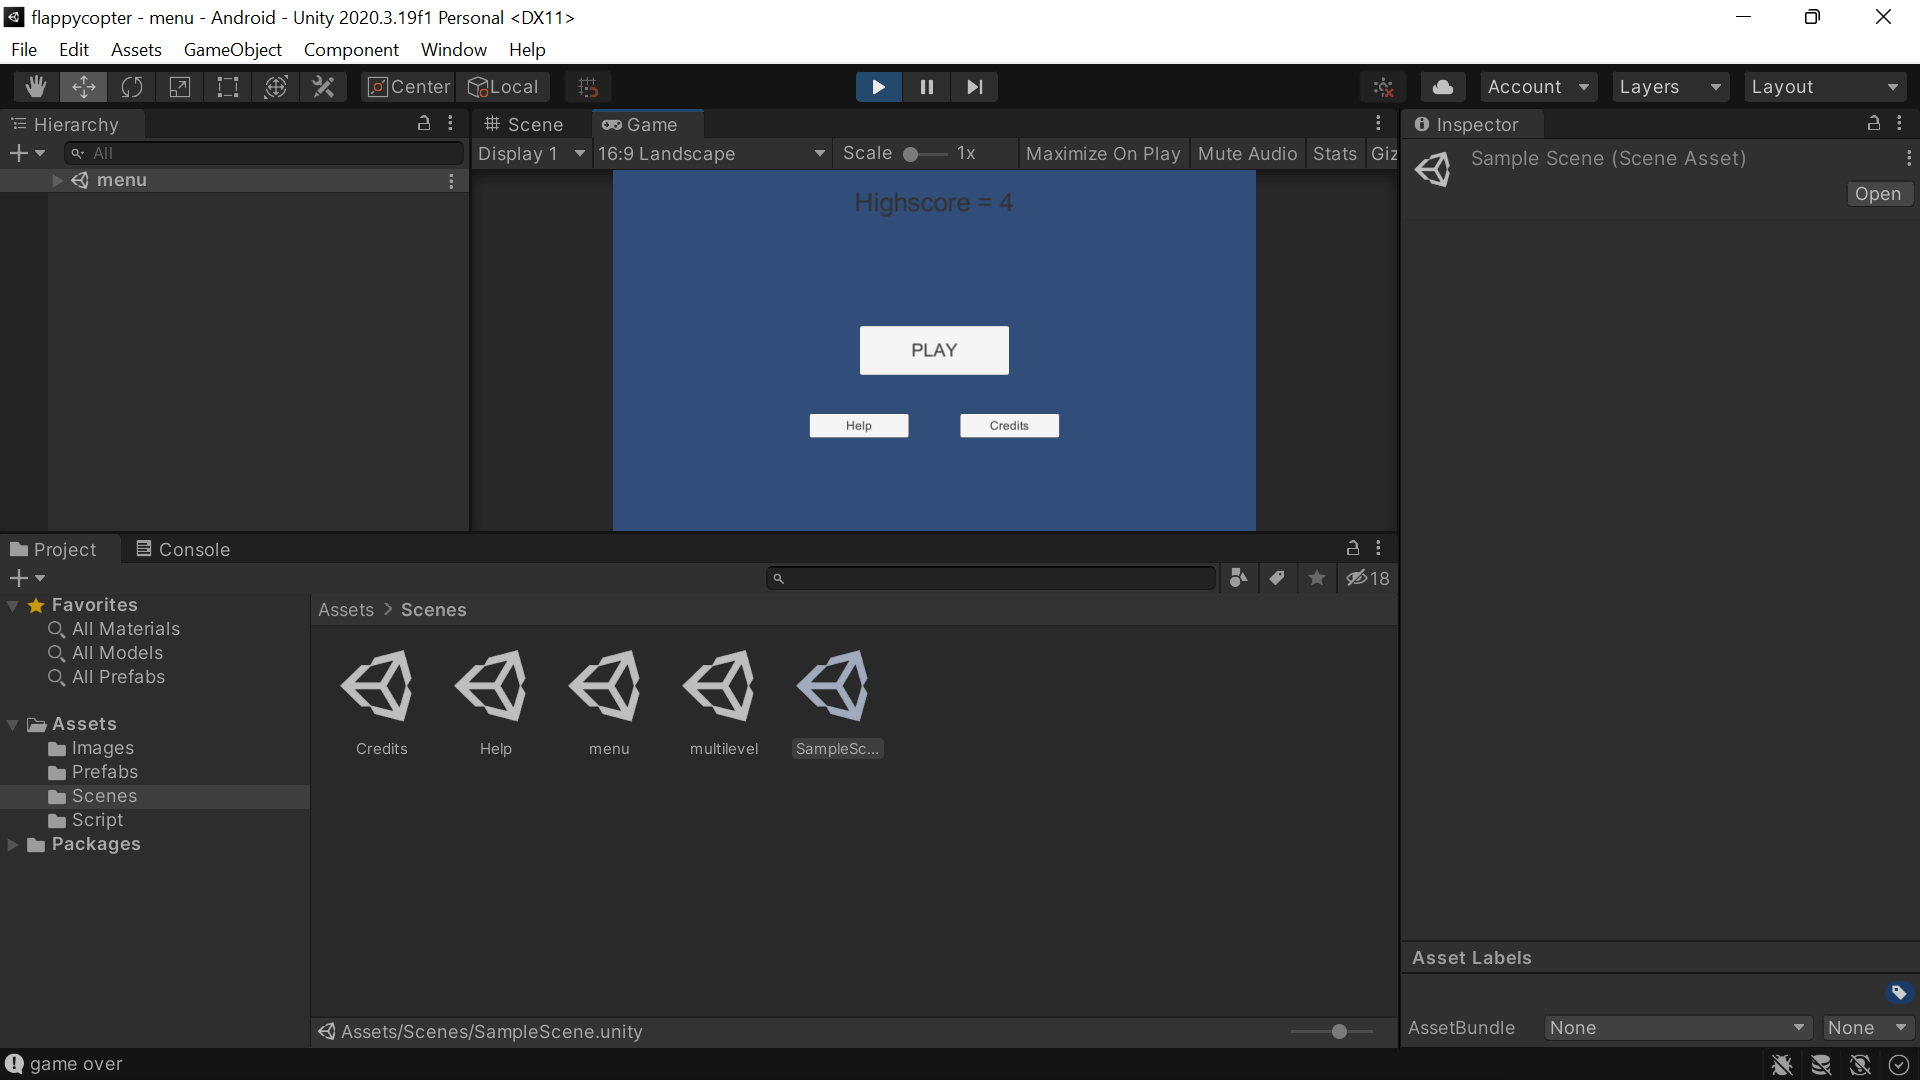 flappycopter - menu - Android - Unity 2020.3.19f1 Personal <DX11>
File Edit Assets GameObject Component Window Help
Center Local Account Layers Layout
Hierarchy Scene Game Inspector
All Display 1 16:9 Landscape Scale 1x Maximize On Play Mute Audio Stats Giz
menu
Sample Scene (Scene Asset)
Open
Highscore = 4
PLAY
Help Credits
Project Console
18
Favorites
All Materials
All Models
All Prefabs
Assets
Images
Prefabs
Scenes
Script
Packages
Assets > Scenes
Credits Help menu multilevel SampleSc...
Assets/Scenes/SampleScene.unity
Asset Labels
AssetBundle None None
game over